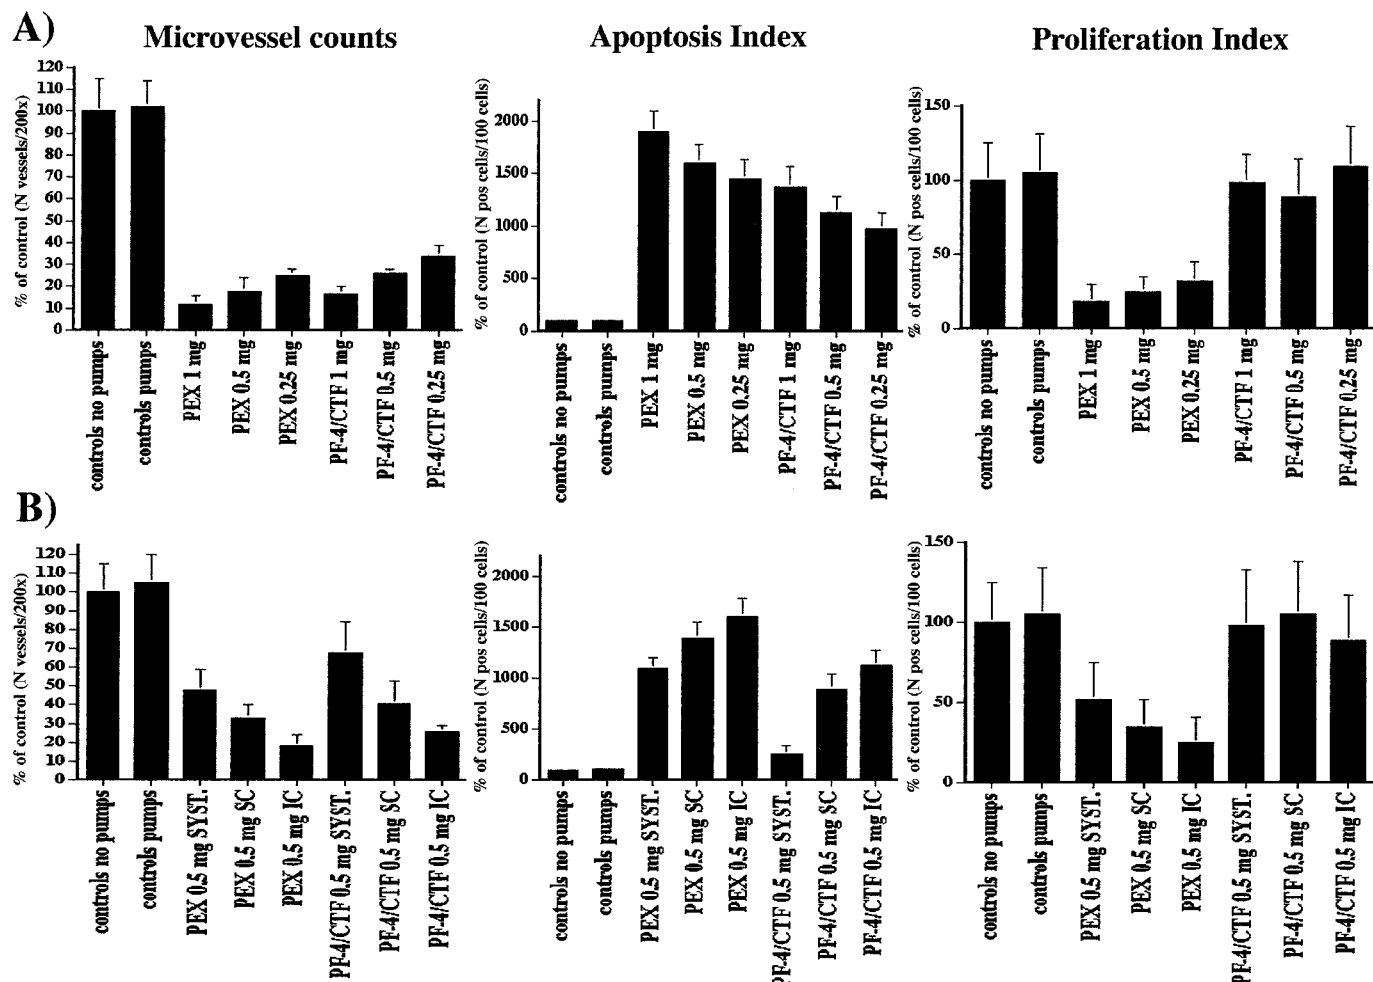 A)
Microvessel counts
Apoptosis Index
Proliferation Index
% of control (N vessels/200x)
120
110
100
90
80
70
60
50
40
30
20
10
0
controls no pumps
controls pumps
PEX 1 mg
PEX 0.5 mg
PEX 0.25 mg
PF-4/CTF 1 mg
PF-4/CTF 0.5 mg
PF-4/CTF 0.25 mg
% of control (N pos cells/100 cells)
2000
1500
1000
500
0
controls no pumps
controls pumps
PEX 1 mg
PEX 0.5 mg
PEX 0.25 mg
PF-4/CTF 1 mg
PF-4/CTF 0.5 mg
PF-4/CTF 0.25 mg
% of control (N pos cells/100 cells)
150
100
50
0
controls no pumps
controls pumps
PEX 1 mg
PEX 0.5 mg
PEX 0.25 mg
PF-4/CTF 1 mg
PF-4/CTF 0.5 mg
PF-4/CTF 0.25 mg
B)
% of control (N vessels/200x)
120
110
100
90
80
70
60
50
40
30
20
10
0
controls no pumps
controls pumps
PEX 0.5 mg SYST.
PEX 0.5 mg SC
PEX 0.5 mg IC
PF-4/CTF 0.5 mg SYST.
PF-4/CTF 0.5 mg SC
PF-4/CTF 0.5 mg IC
% of control (N pos cells/100 cells)
2000
1500
1000
500
0
controls no pumps
controls pumps
PEX 0.5 mg SYST.
PEX 0.5 mg SC
PEX 0.5 mg IC
PF-4/CTF 0.5 mg SYST.
PF-4/CTF 0.5 mg SC
PF-4/CTF 0.5 mg IC
% of control (N pos cells/100 cells)
150
100
50
0
controls no pumps
controls pumps
PEX 0.5 mg SYST.
PEX 0.5 mg SC
PEX 0.5 mg IC
PF-4/CTF 0.5 mg SYST.
PF-4/CTF 0.5 mg SC
PF-4/CTF 0.5 mg IC